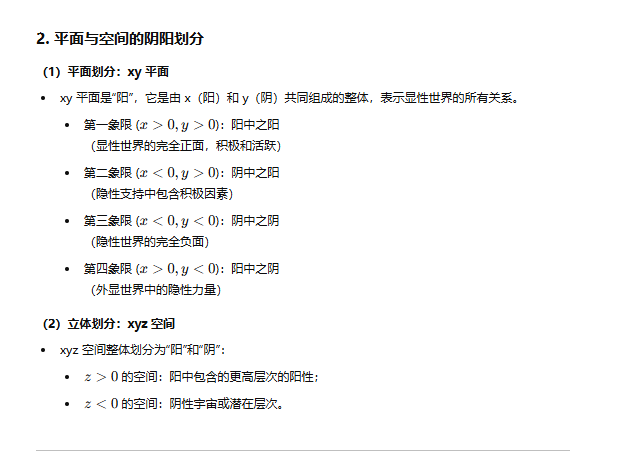 2. 平面与空间的阴阳划分
（1）平面划分：xy 平面
• xy 平面是“阳”，它是由 x（阳）和 y（阴）共同组成的整体，表示显性世界的所有关系。
• 第一象限 (x > 0, y > 0)：阳中之阳
（显性世界的完全正面，积极和活跃）
• 第二象限 (x < 0, y > 0)：阴中之阳
（隐性支持中包含积极因素）
• 第三象限 (x < 0, y < 0)：阴中之阴
（隐性世界的完全负面）
• 第四象限 (x > 0, y < 0)：阳中之阴
（外显世界中的隐性力量）
（2）立体划分：xyz 空间
• xyz 空间整体划分为“阳”和“阴”：
• z > 0 的空间：阳中包含的更高层次的阳性；
• z < 0 的空间：阴性宇宙或潜在层次。